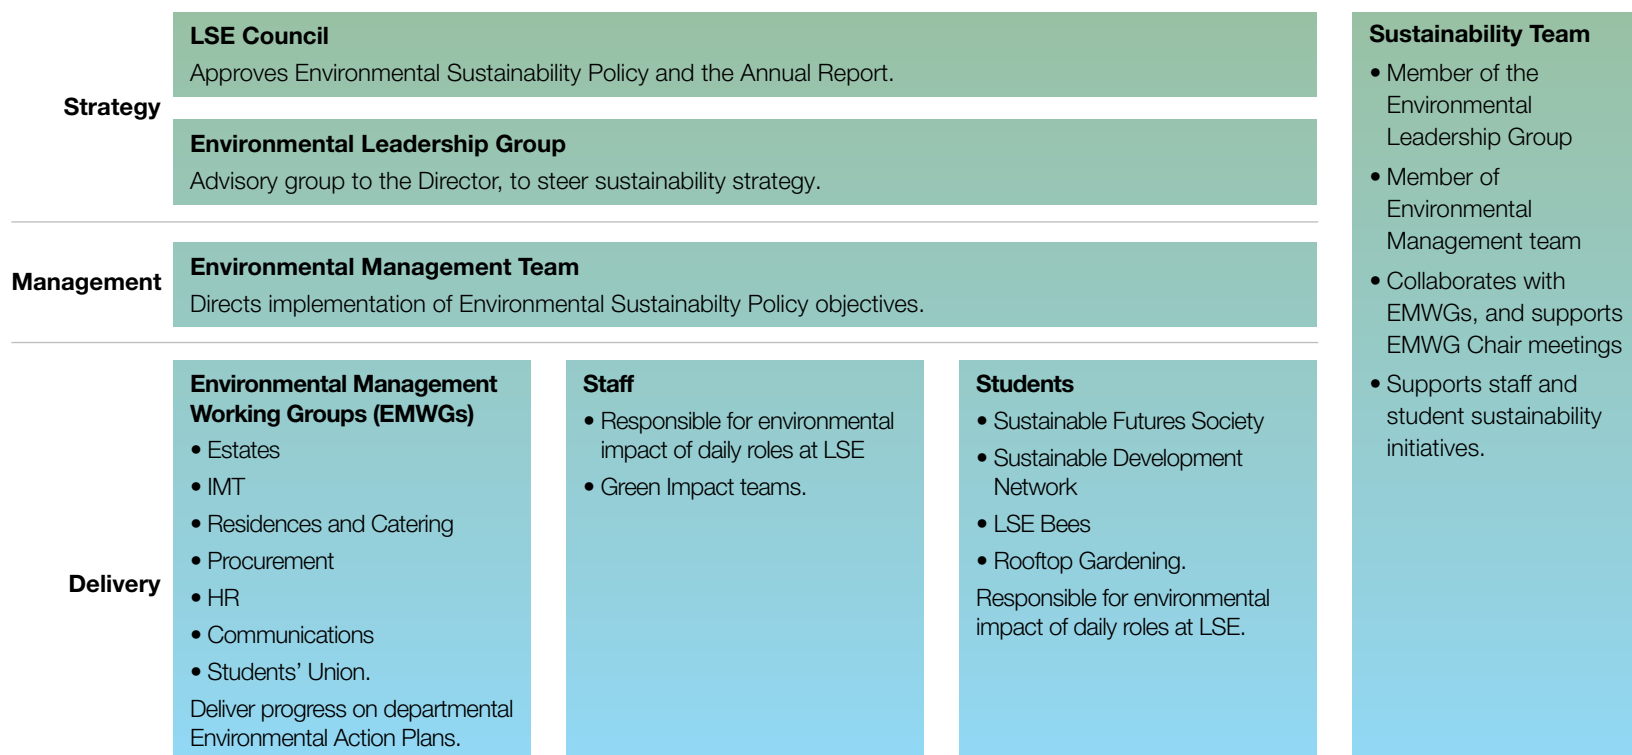 Strategy
LSE Council
Approves Environmental Sustainability Policy and the Annual Report.
Environmental Leadership Group
Advisory group to the Director, to steer sustainability strategy.
Management
Environmental Management Team
Directs implementation of Environmental Sustainabilty Policy objectives.
Delivery
Environmental Management
Working Groups (EMWGs)
• Estates
• IMT
• Residences and Catering
• Procurement
• HR
• Communications
• Students’ Union.
Deliver progress on departmental
Environmental Action Plans.
Staff
• Responsible for environmental
impact of daily roles at LSE
• Green Impact teams.
Students
• Sustainable Futures Society
• Sustainable Development
Network
• LSE Bees
• Rooftop Gardening.
Responsible for environmental
impact of daily roles at LSE.
Sustainability Team
• Member of the
Environmental
Leadership Group
• Member of
Environmental
Management team
• Collaborates with
EMWGs, and supports
EMWG Chair meetings
• Supports staff and
student sustainability
initiatives.